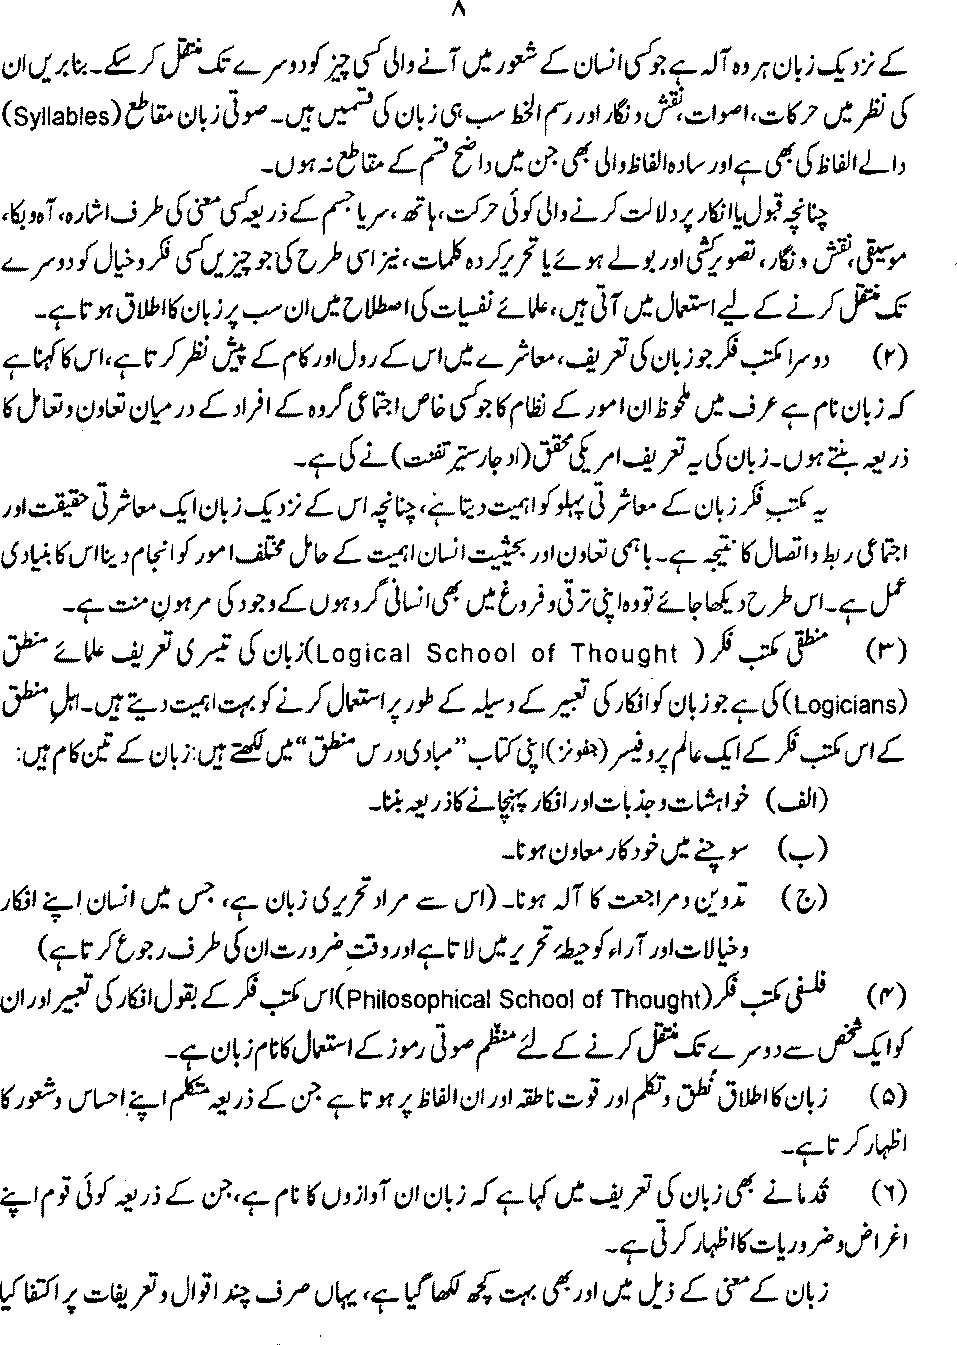 ۸
کے نزدیک زبان ہر وہ آلہ ہے جو کسی انسان کے شعور میں آنے والی کسی چیز کو دوسرے تک منتقل کر سکے۔ بنا بریں ان
کی نظر میں حرکات، اصوات، نقش و نگار اور رسم الخط سب ہی زبان کی قسمیں ہیں۔ صوتی زبان مقاطع (Syllables)
والے الفاظ کی بھی ہے اور سادہ الفاظ والی بھی جن میں واضح قسم کے مقاطع نہ ہوں۔
چنانچہ قبول یا انکار پر دلالت کرنے والی کوئی حرکت، ہاتھ، سر یا جسم کے ذریعہ کسی معنی کی طرف اشارہ، آہ و بکا،
موسیقی، نقش و نگار، تصویر کشی اور بولے ہوئے یا تحریر کردہ کلمات، نیز اسی طرح کی جو چیزیں کسی فکر و خیال کو دوسرے
تک منتقل کرنے کے لیے استعمال میں آتی ہیں، علمائے نفسیات کی اصطلاح میں ان سب پر زبان کا اطلاق ہوتا ہے۔
(۲) دوسرا مکتب فکر جو زبان کی تعریف، معاشرے میں اس کے رول اور کام کے پیش نظر کرتا ہے، اس کا کہنا ہے
کہ زبان نام ہے عرف میں ملحوظ ان امور کے نظام کا جو کسی خاص اجتماعی گروہ کے افراد کے درمیان تعاون و تعامل کا
ذریعہ بنتے ہوں۔ زبان کی یہ تعریف امریکی محقق (ادجار ستیر تفنت) نے کی ہے۔
یہ مکتبِ فکر زبان کے معاشرتی پہلو کو اہمیت دیتا ہے، چنانچہ اس کے نزدیک زبان ایک معاشرتی حقیقت اور
اجتماعی ربط و اتصال کا نتیجہ ہے۔ باہمی تعاون اور بحیثیت انسان اہمیت کے حامل مختلف امور کو انجام دینا اس کا بنیادی
عمل ہے۔ اس طرح دیکھا جائے تو وہ اپنی ترقی و فروغ میں بھی انسانی گروہوں کے وجود کی مرہونِ منت ہے۔
(۳) منطقی مکتب فکر (Logical School of Thought) زبان کی تیسری تعریف علمائے منطق
(Logicians) کی ہے جو زبان کو افکار کی تعبیر کے وسیلہ کے طور پر استعمال کرنے کو بہت اہمیت دیتے ہیں۔ اہلِ منطق
کے اس مکتب فکر کے ایک عالم پروفیسر (جفونز) اپنی کتاب "مبادی درس منطق" میں لکھتے ہیں: زبان کے تین کام ہیں:
(الف) خواہشات و جذبات اور افکار پہنچانے کا ذریعہ بننا۔
(ب) سوچنے میں خودکار معاون ہونا۔
(ج) تدوین و مراجعت کا آلہ ہونا۔ (اس سے مراد تحریری زبان ہے، جس میں انسان اپنے افکار
و خیالات اور آراء کو حیطۂ تحریر میں لاتا ہے اور وقتِ ضرورت ان کی طرف رجوع کرتا ہے)
(۴) فلسفی مکتب فکر (Philosophical School of Thought) اس مکتب فکر کے بقول افکار کی تعبیر اور ان
کو ایک شخص سے دوسرے تک منتقل کرنے کے لئے منظّم صوتی رموز کے استعمال کا نام زبان ہے۔
(۵) زبان کا اطلاق نُطق و تکلم اور قوت ناطقہ اور ان الفاظ پر ہوتا ہے جن کے ذریعہ متکلم اپنے احساس و شعور کا
اظہار کرتا ہے۔
(۶) قدما نے بھی زبان کی تعریف میں کہا ہے کہ زبان ان آوازوں کا نام ہے، جن کے ذریعہ کوئی قوم اپنے
اغراض و ضروریات کا اظہار کرتی ہے۔
زبان کے معنی کے ذیل میں اور بھی بہت کچھ لکھا گیا ہے، یہاں صرف چند اقوال و تعریفات پر اکتفا کیا